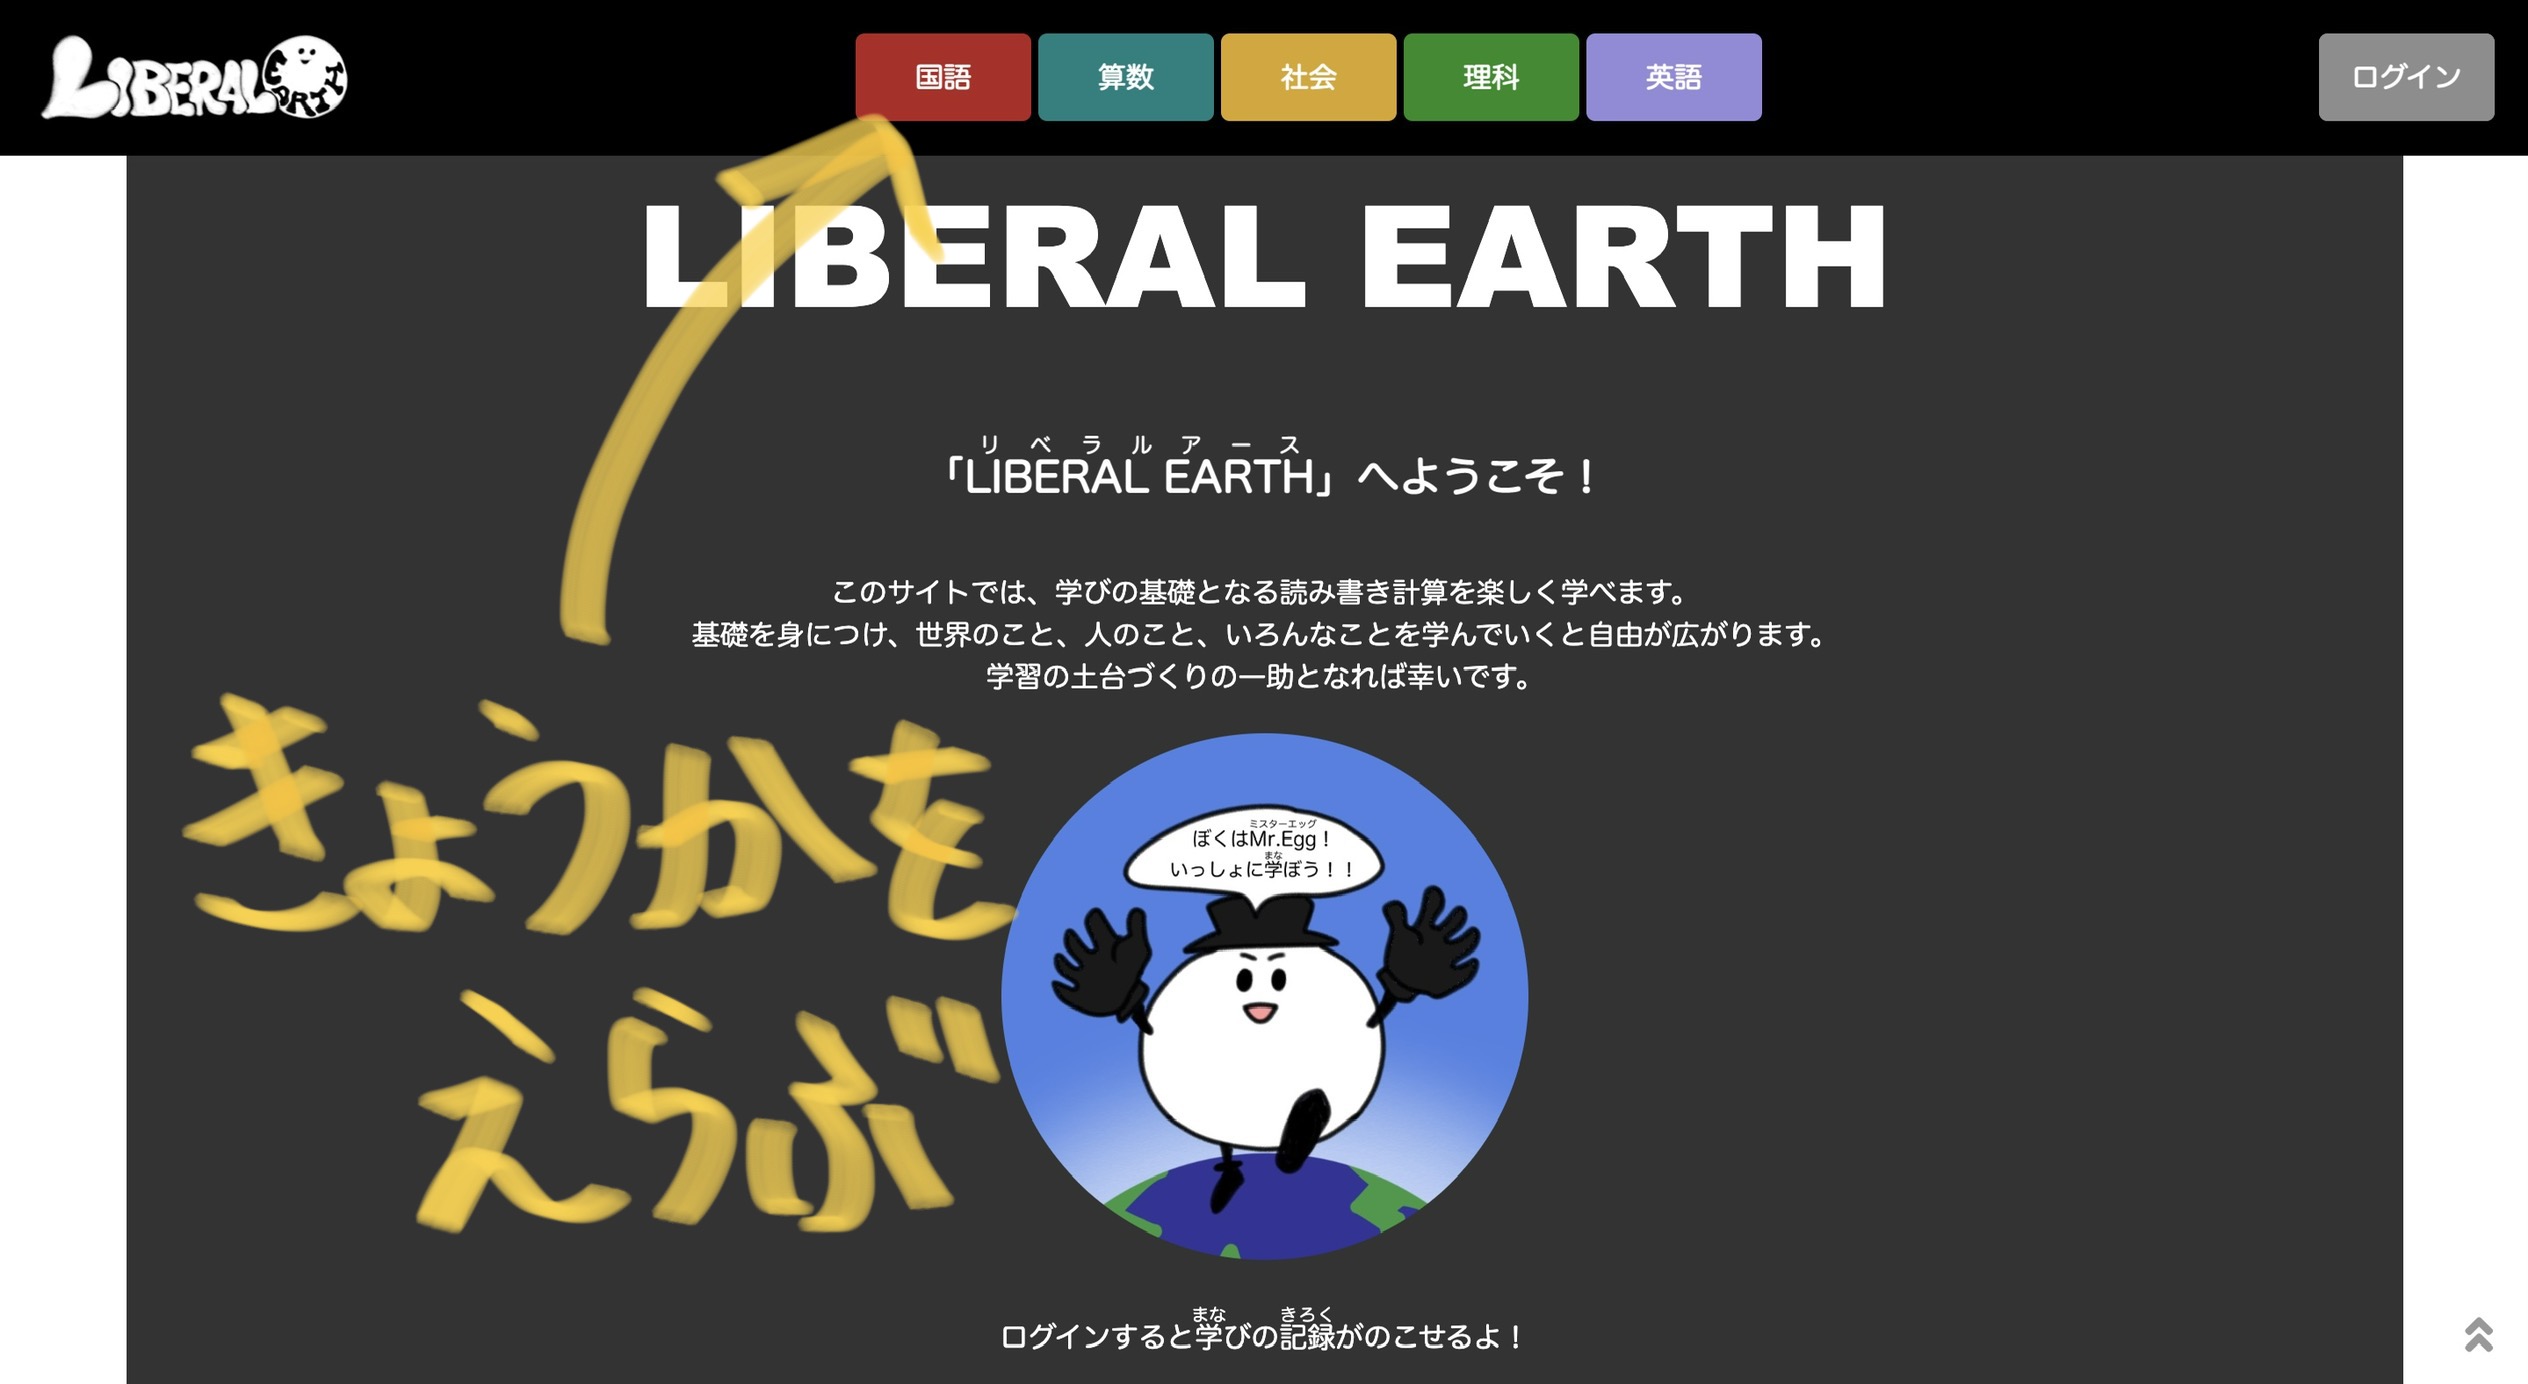 LIBERAL EARTH
国語 算数 社会 理科 英語 ログイン
LIBERAL EARTH
リベラルアース
「LIBERAL EARTH」へようこそ！
このサイトでは、学びの基礎となる読み書き計算を楽しく学べます。
基礎を身につけ、世界のこと、人のこと、いろんなことを学んでいくと自由が広がります。
学習の土台づくりの一助となれば幸いです。
きょうかを
えらぶ
ミスターエッグ
ぼくはMr.Egg！
まな
いっしょに学ぼう！！
まな きろく
ログインすると学びの記録がのこせるよ！